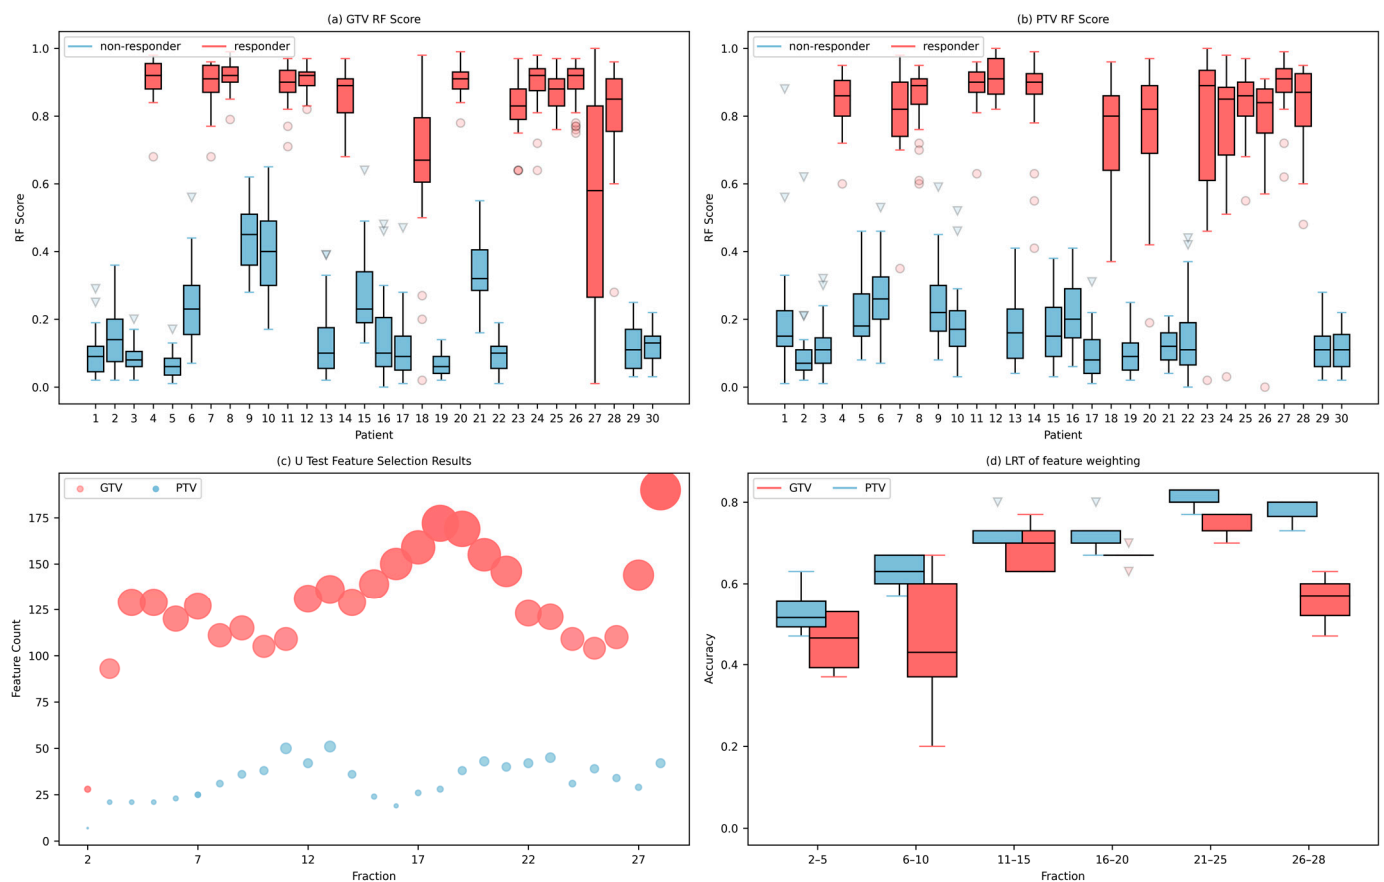 (a) GTV RF Score
non-responder responder
1.0
0.8
0.6
0.4
0.2
0.0
RF Score
1 2 3 4 5 6 7 8 9 10 11 12 13 14 15 16 17 18 19 20 21 22 23 24 25 26 27 28 29 30
Patient
(b) PTV RF Score
non-responder responder
1.0
0.8
0.6
0.4
0.2
0.0
RF Score
1 2 3 4 5 6 7 8 9 10 11 12 13 14 15 16 17 18 19 20 21 22 23 24 25 26 27 28 29 30
Patient
(c) U Test Feature Selection Results
GTV PTV
175
150
125
100
75
50
25
0
Feature Count
2 7 12 17 22 27
Fraction
(d) LRT of feature weighting
GTV PTV
0.8
0.6
0.4
0.2
0.0
Accuracy
2–5 6–10 11–15 16–20 21–25 26–28
Fraction